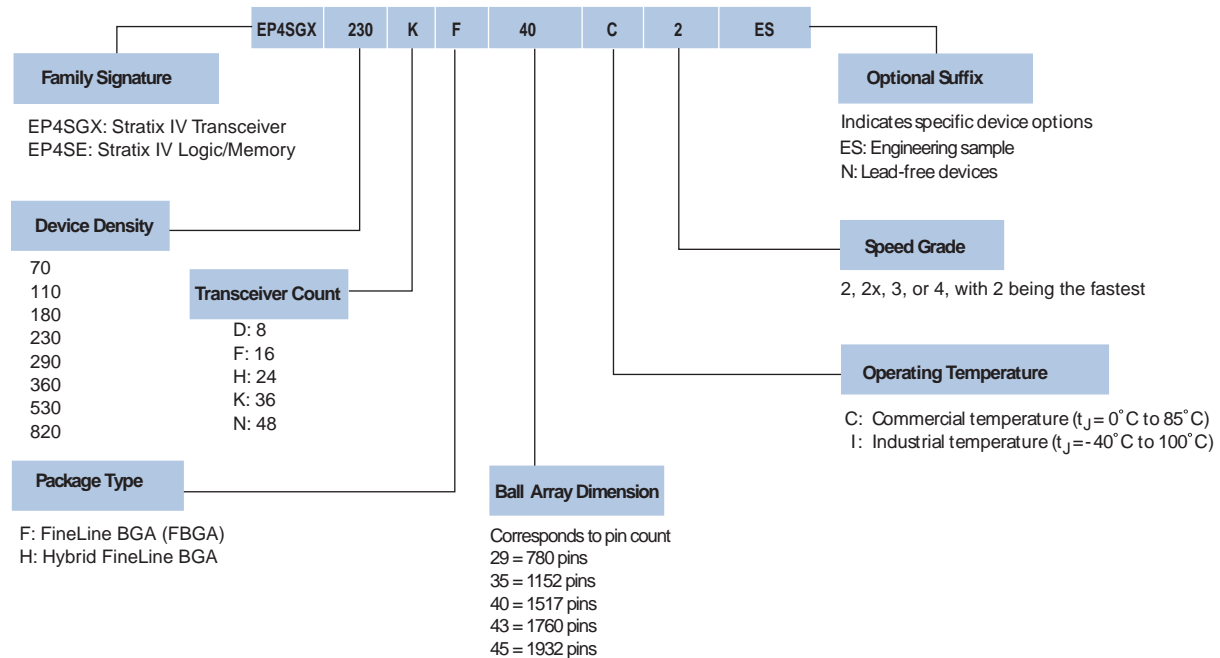 EP4SGX 230 K F 40 C 2 ES
Family Signature
EP4SGX: Stratix IV Transceiver
EP4SE: Stratix IV Logic/Memory
Optional Suffix
Indicates specific device options
ES: Engineering sample
N: Lead-free devices
Device Density
70
110
180
230
290
360
530
820
Transceiver Count
D: 8
F: 16
H: 24
K: 36
N: 48
Speed Grade
2, 2x, 3, or 4, with 2 being the fastest
Operating Temperature
C: Commercial temperature (tJ = 0°C to 85°C)
I: Industrial temperature (tJ = -40°C to 100°C)
Package Type
F: FineLine BGA (FBGA)
H: Hybrid FineLine BGA
Ball Array Dimension
Corresponds to pin count
29 = 780 pins
35 = 1152 pins
40 = 1517 pins
43 = 1760 pins
45 = 1932 pins